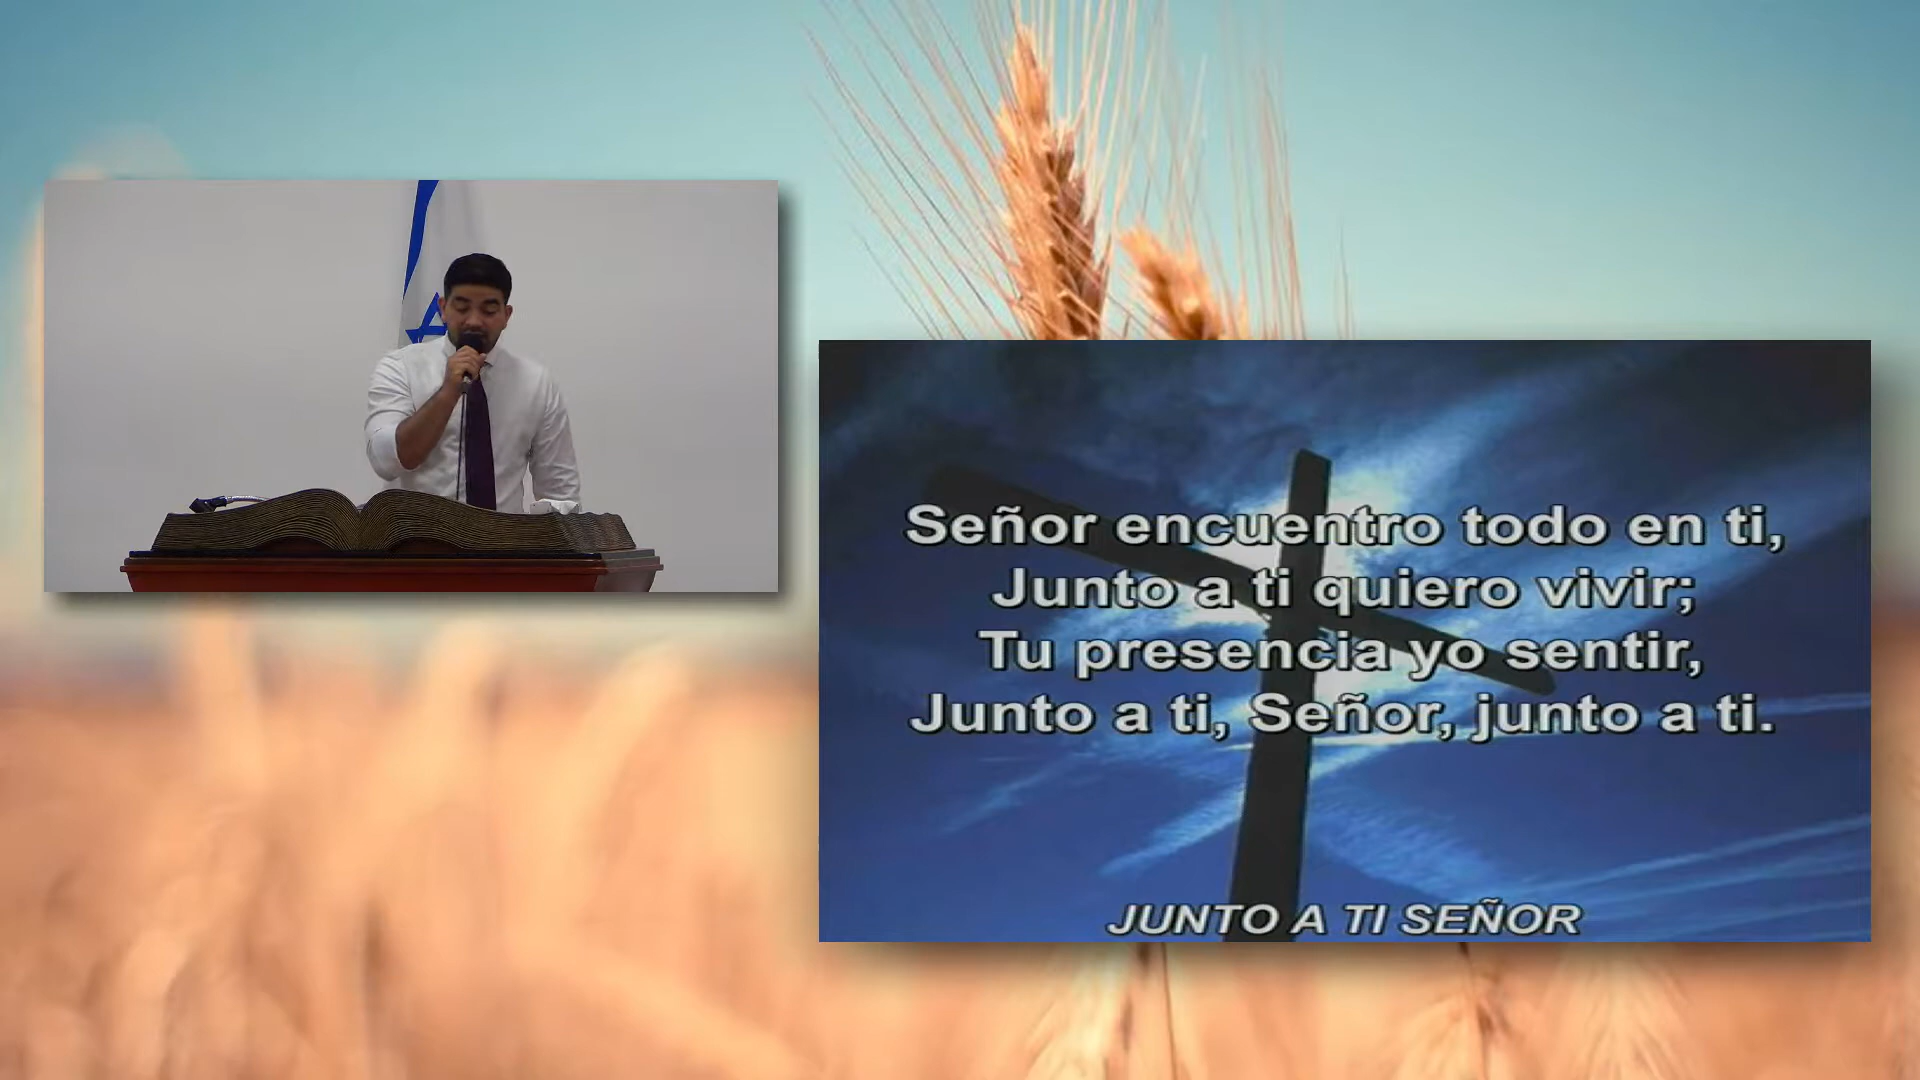 Señor encuentro todo en ti,
Junto a ti quiero vivir;
Tu presencia yo sentir,
Junto a ti, Señor, junto a ti.
JUNTO A TI SEÑOR